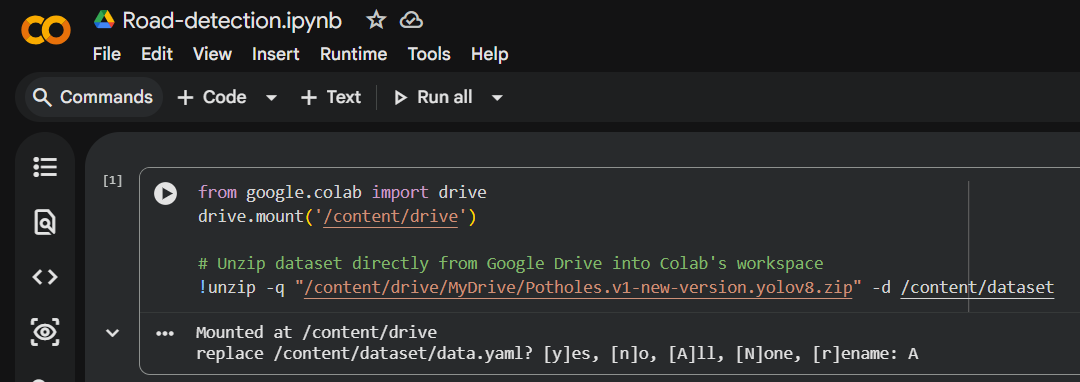 Road-detection.ipynb
File Edit View Insert Runtime Tools Help
Commands + Code + Text Run all
[1]
from google.colab import drive
drive.mount('/content/drive')
# Unzip dataset directly from Google Drive into Colab's workspace
!unzip -q "/content/drive/MyDrive/Potholes.v1-new-version.yolov8.zip" -d /content/dataset
Mounted at /content/drive
replace /content/dataset/data.yaml? [y]es, [n]o, [A]ll, [N]one, [r]ename: A